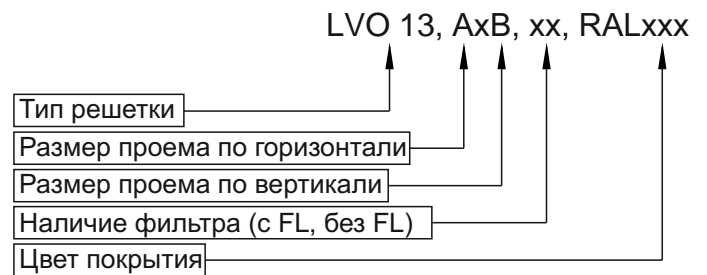 LVO 13, AxB, xx, RALxxx
Тип решетки
Размер проема по горизонтали
Размер проема по вертикали
Наличие фильтра (с FL, без FL)
Цвет покрытия